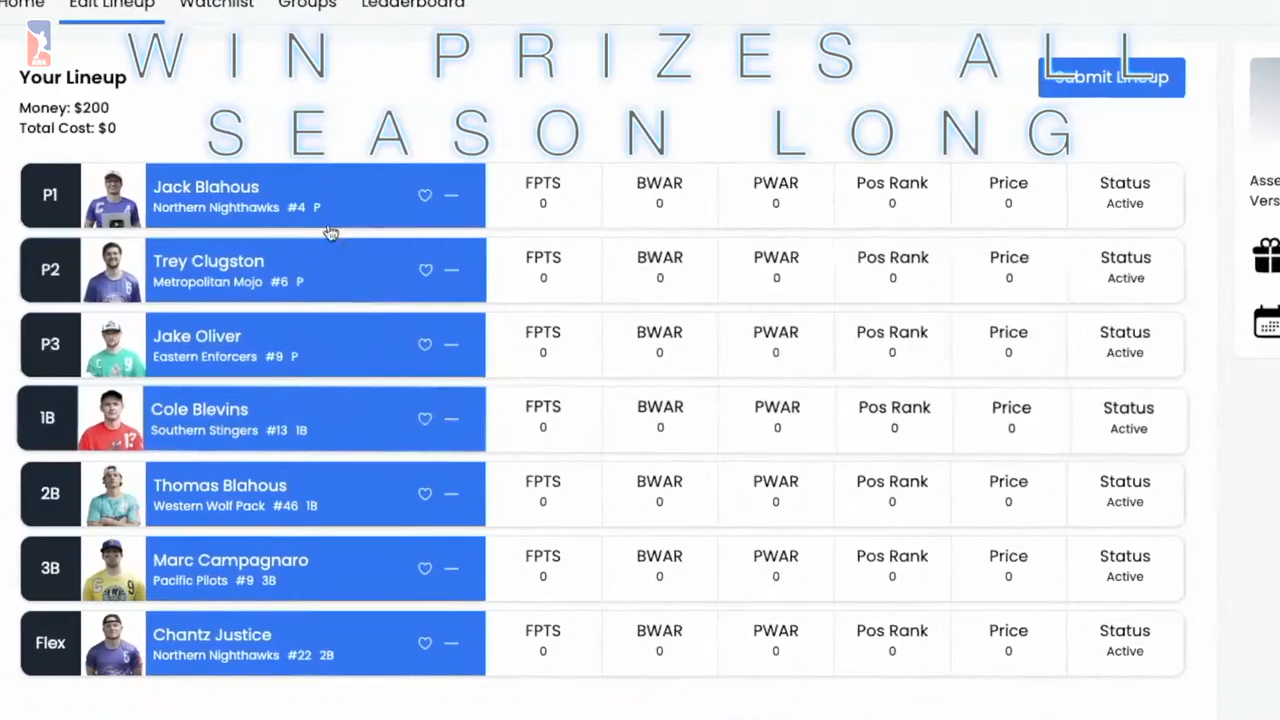 Home Edit Lineup Watchlist Groups Leaderboard
AWA
WIN PRIZES ALL
SEASON LONG
Your Lineup
Submit Lineup
Money: $200
Total Cost: $0
P1 Jack Blahous FPTS BWAR PWAR Pos Rank Price Status
Northern Nighthawks #4 P 0 0 0 0 0 Active
P2 Trey Clugston FPTS BWAR PWAR Pos Rank Price Status
Metropolitan Mojo #6 P 0 0 0 0 0 Active
P3 Jake Oliver FPTS BWAR PWAR Pos Rank Price Status
Eastern Enforcers #9 P 0 0 0 0 0 Active
1B Cole Blevins FPTS BWAR PWAR Pos Rank Price Status
Southern Stingers #13 1B 0 0 0 0 0 Active
2B Thomas Blahous FPTS BWAR PWAR Pos Rank Price Status
Western Wolf Pack #46 1B 0 0 0 0 0 Active
3B Marc Campagnaro FPTS BWAR PWAR Pos Rank Price Status
Pacific Pilots #9 3B 0 0 0 0 0 Active
Flex Chantz Justice FPTS BWAR PWAR Pos Rank Price Status
Northern Nighthawks #22 2B 0 0 0 0 0 Active